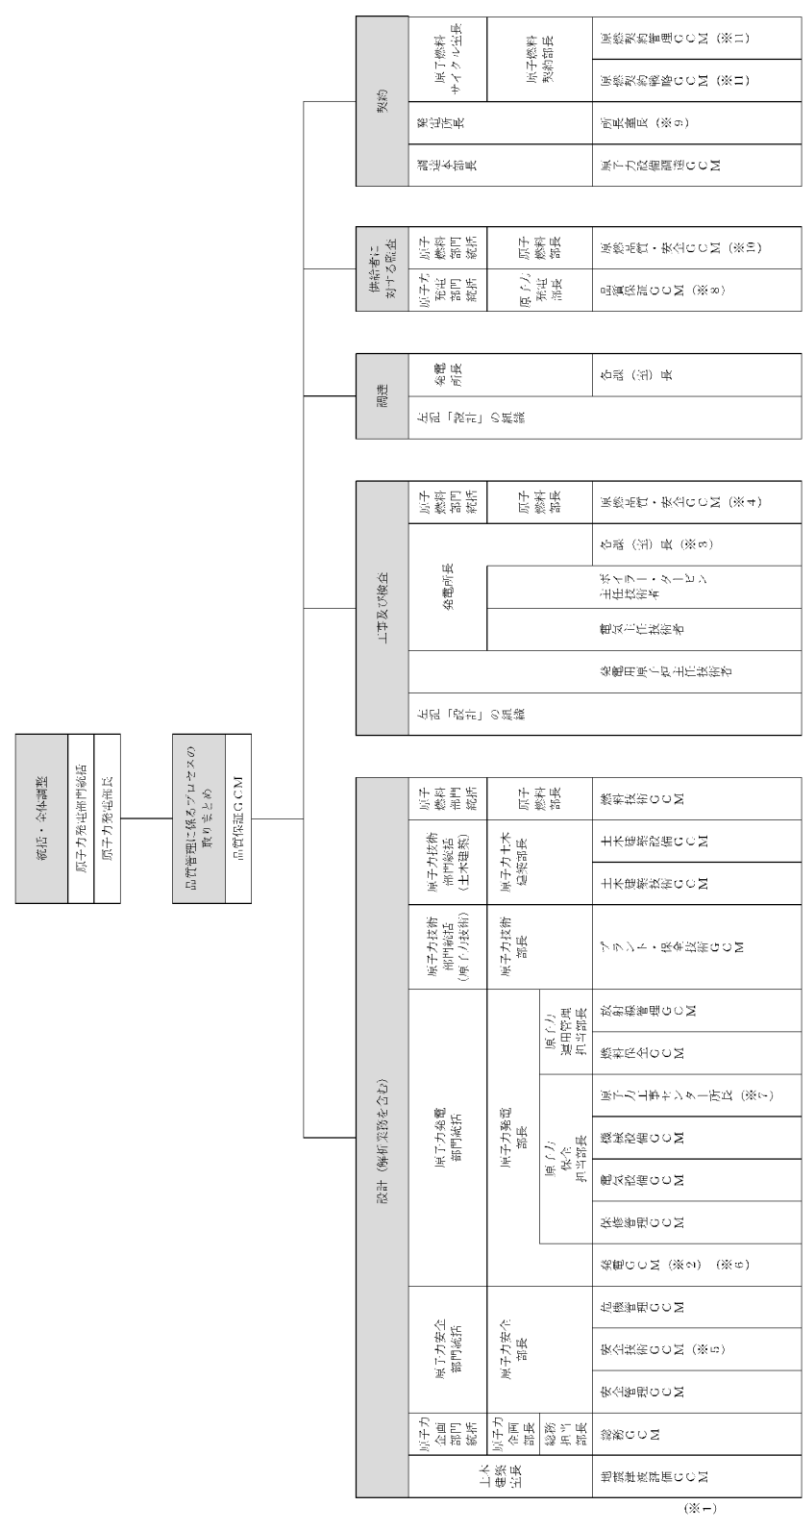 統括・全体調整
原子力発電部門統括
原子力発電部長
品質管理に係るプロセスの
取りまとめ
品質保証GCM
設計（解析業務を含む）
土木
建築
室長
地震津波評価GCM
（※1）
原子力
企画
部門
統括
原子力
企画
部長
総務
担当
部長
総務GCM
原子力安全
部門統括
原子力安全
部長
安全管理GCM
安全技術GCM（※5）
危機管理GCM
原子力発電
部門統括
原子力発電
部長
発電GCM（※2）（※6）
原子力
保全
担当部長
保修管理GCM
電気設備GCM
機械設備GCM
原子力工事センター所長（※7）
原子力
運用管理
担当部長
燃料保全GCM
放射線管理GCM
原子力技術
部門統括
（原子力技術）
原子力技術
部長
プラント・保全技術GCM
原子力技術
部門統括
（土木建築）
原子力土木
建築部長
土木建築技術GCM
土木建築設備GCM
原子
燃料
部門
統括
原子
燃料
部長
燃料技術GCM
工事及び検査
左記「設計」の組織
発電用原子炉主任技術者
発電所長
電気主任技術者
ボイラー・タービン
主任技術者
各課（室）長（※3）
原子
燃料
部門
統括
原子
燃料
部長
原燃品質・安全GCM（※4）
調達
左記「設計」の組織
発電
所長
各課（室）長
供給者に
対する監査
原子力
発電
部門
統括
原子力
発電
部長
品質保証GCM（※8）
原子
燃料
部門
統括
原子
燃料
部長
原燃品質・安全GCM（※10）
契約
調達本部長
原子力設備調達GCM
発電所長
所長室長（※9）
原子燃料
サイクル室長
原子燃料
契約部長
原燃契約戦略GCM（※11）
原燃契約管理GCM（※11）